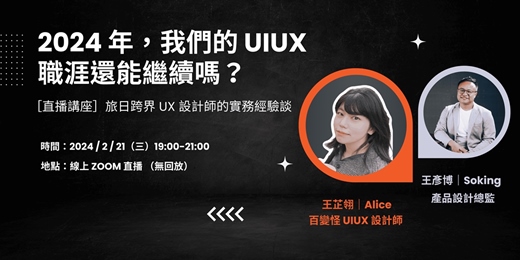 2024 年，我們的 UIUX
職涯還能繼續嗎？
［直播講座］旅日跨界 UX 設計師的實務經驗談
時間：2024 / 2 / 21（三）19:00-21:00
地點：線上 ZOOM 直播 （無回放）
王芷翎｜Alice
百變怪 UIUX 設計師
王彥博｜Soking
產品設計總監